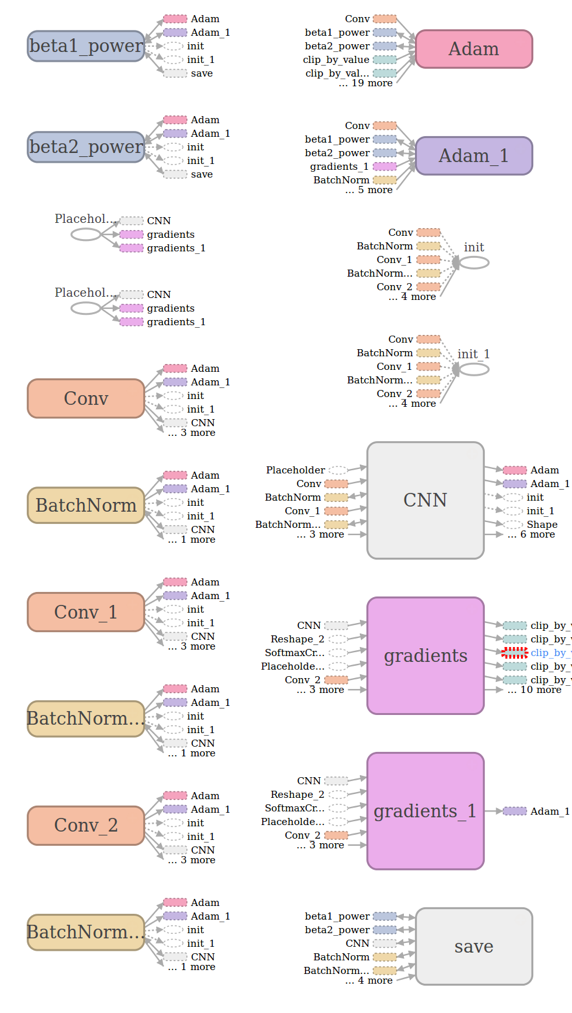 beta1_power
Adam
Adam_1
init
init_1
save
beta2_power
Adam
Adam_1
init
init_1
save
Placehol...
CNN
gradients
gradients_1
Placehol...
CNN
gradients
gradients_1
Conv
Adam
Adam_1
init
init_1
CNN
... 3 more
BatchNorm
Adam
Adam_1
init
init_1
CNN
... 1 more
Conv_1
Adam
Adam_1
init
init_1
CNN
... 3 more
BatchNorm...
Adam
Adam_1
init
init_1
CNN
... 1 more
Conv_2
Adam
Adam_1
init
init_1
CNN
... 3 more
BatchNorm...
Adam
Adam_1
init
init_1
CNN
... 1 more
Conv
beta1_power
beta2_power
clip_by_value
clip_by_val...
... 19 more
Adam
Conv
beta1_power
beta2_power
gradients_1
BatchNorm
... 5 more
Adam_1
init
Conv
BatchNorm
Conv_1
BatchNorm...
Conv_2
... 4 more
init_1
Conv
BatchNorm
Conv_1
BatchNorm...
Conv_2
... 4 more
Placeholder
Conv
BatchNorm
Conv_1
BatchNorm...
... 3 more
CNN
Adam
Adam_1
init
init_1
Shape
... 6 more
CNN
Reshape_2
SoftmaxCr...
Placeholde...
Conv_2
... 3 more
gradients
clip_by_
clip_by_
clip_by_
clip_by_
clip_by_
... 10 more
CNN
Reshape_2
SoftmaxCr...
Placeholde...
Conv_2
... 3 more
gradients_1
Adam_1
beta1_power
beta2_power
CNN
BatchNorm
BatchNorm...
... 4 more
save